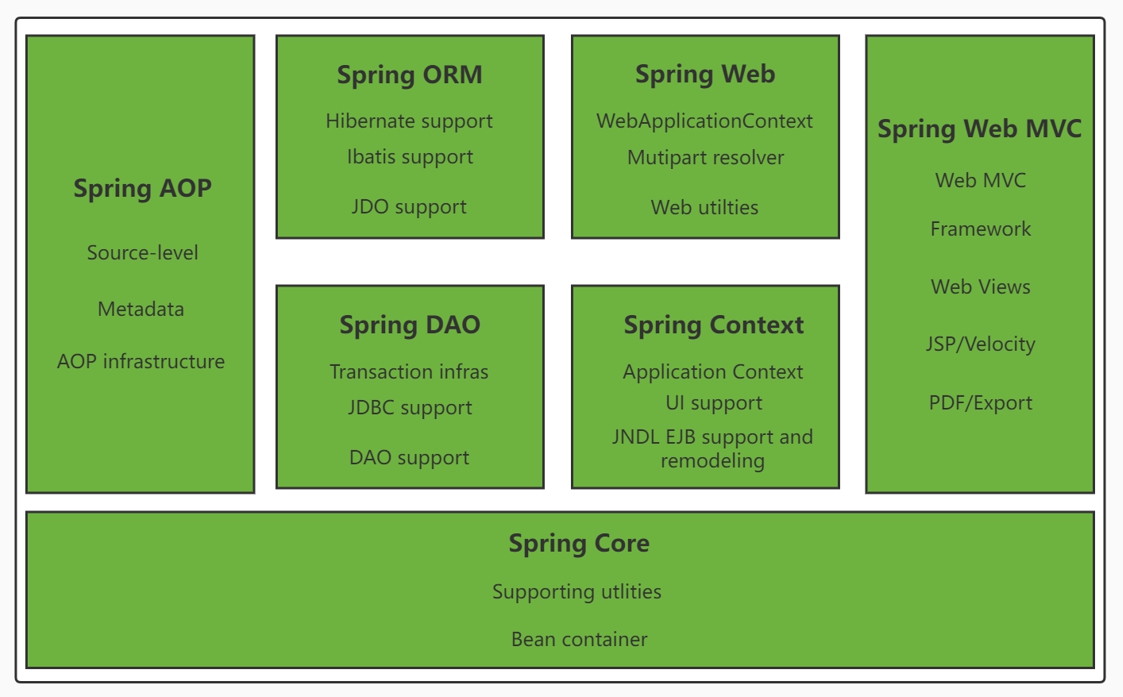 Spring AOP
Source-level
Metadata
AOP infrastructure
Spring ORM
Hibernate support
Ibatis support
JDO support
Spring Web
WebApplicationContext
Mutipart resolver
Web utilties
Spring DAO
Transaction infras
JDBC support
DAO support
Spring Context
Application Context
UI support
JNDL EJB support and
remodeling
Spring Web MVC
Web MVC
Framework
Web Views
JSP/Velocity
PDF/Export
Spring Core
Supporting utlities
Bean container